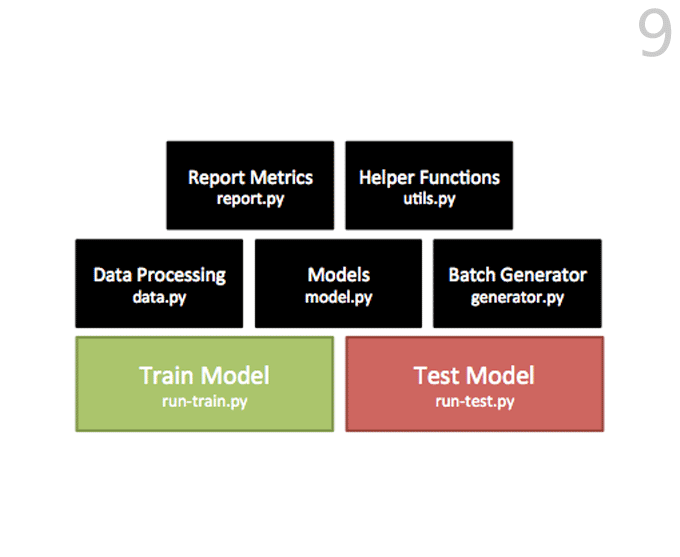 9
Report Metrics
report.py
Helper Functions
utils.py
Data Processing
data.py
Models
model.py
Batch Generator
generator.py
Train Model
run-train.py
Test Model
run-test.py